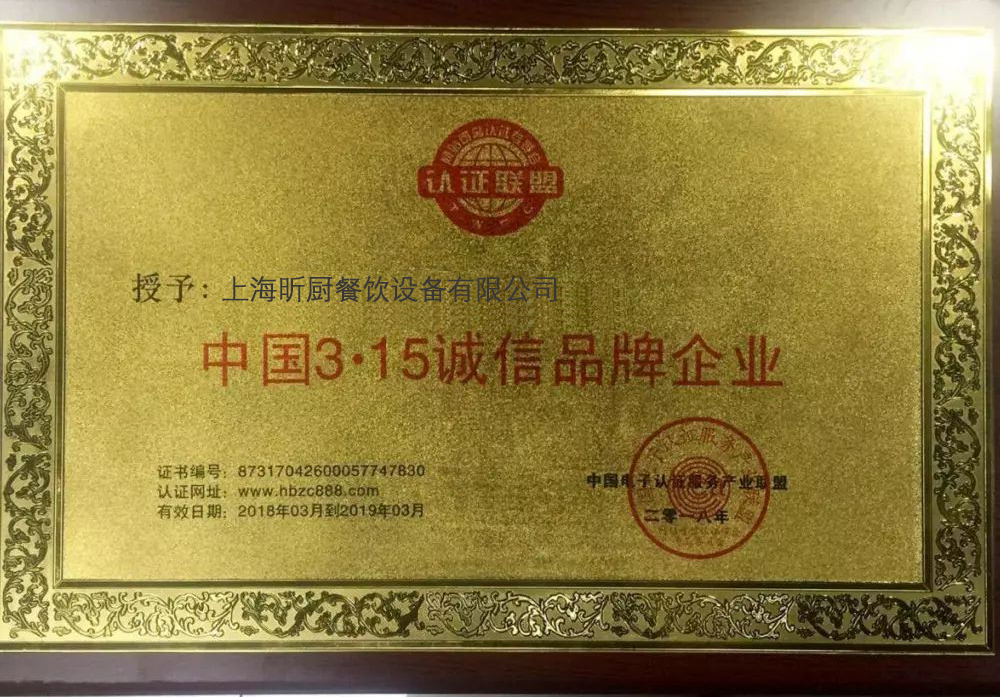 认证联盟
授予：上海昕厨餐饮设备有限公司
中国3·15诚信品牌企业
证书编号：87317042600057747830
认证网址：www.hbzc888.com
有效日期：2018年03月到2019年03月
中国电子认证服务产业联盟
二零一八年